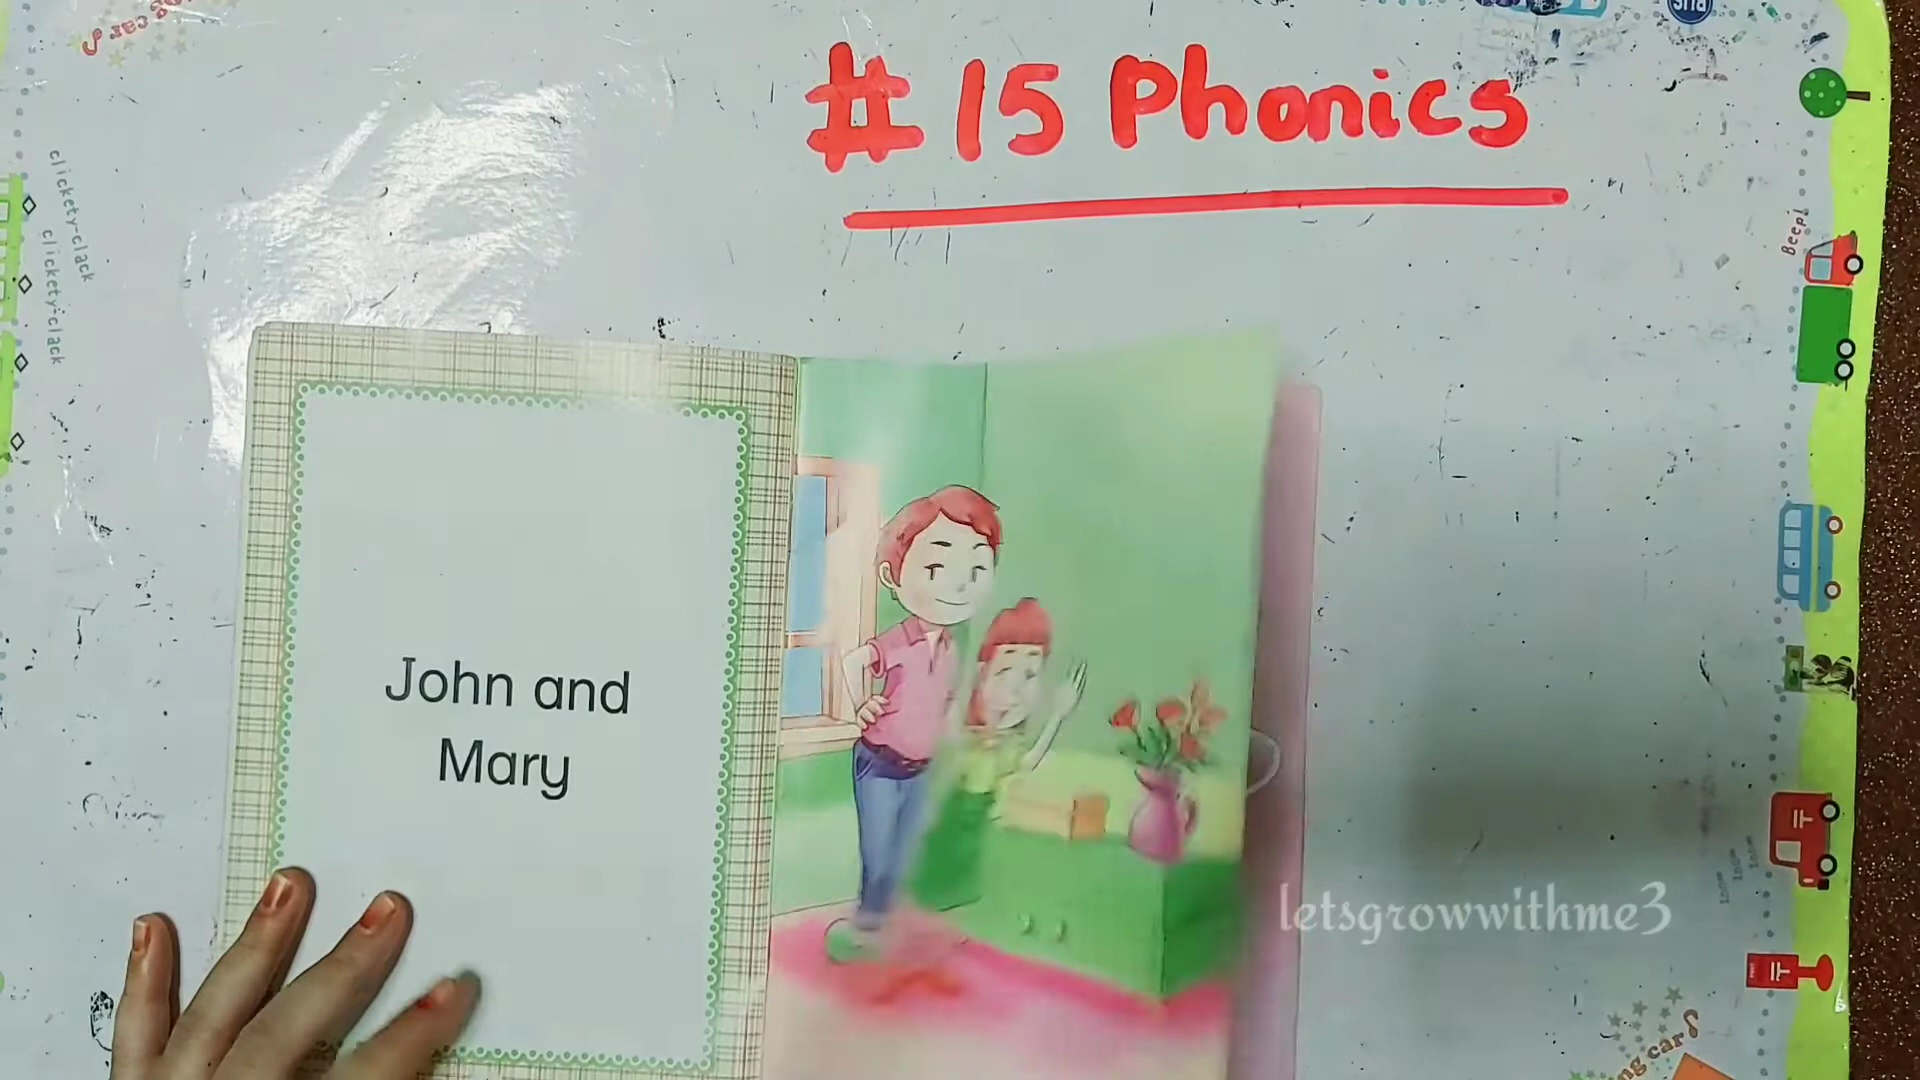 # 15 Phonics
clickety-clack
clickety-clack
Beep!
John and
Mary
letsgrowwithme3